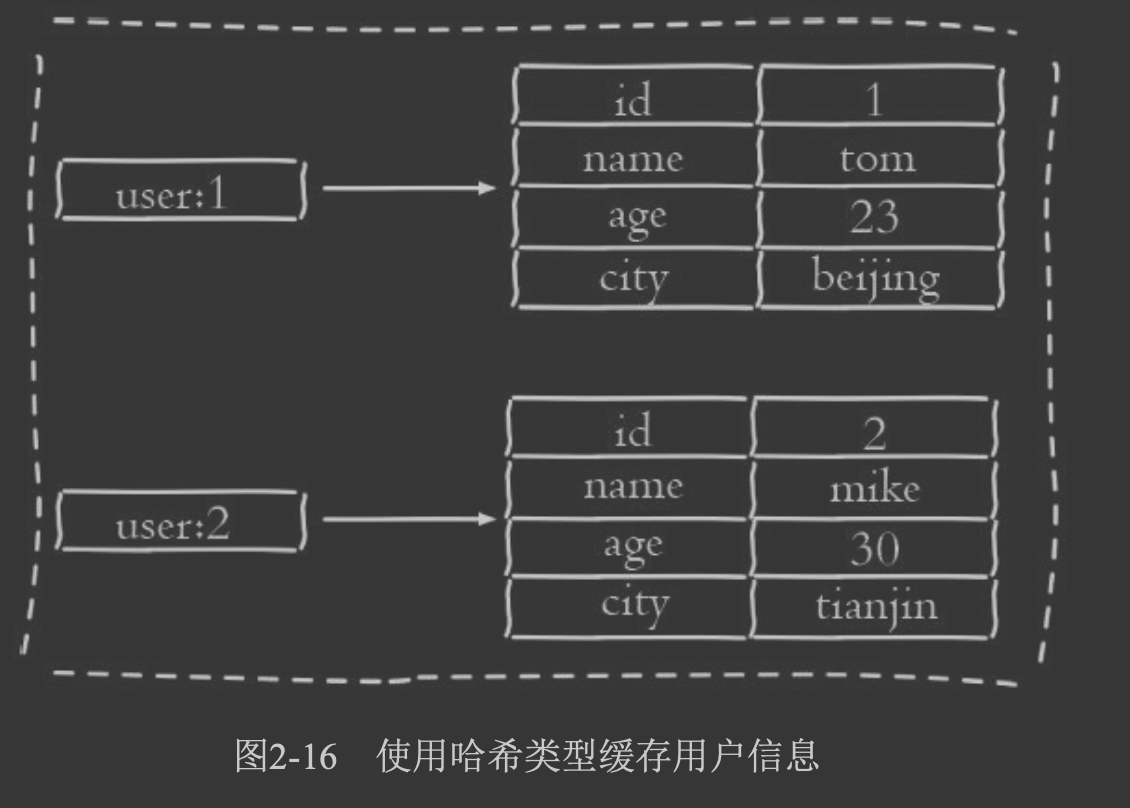 id 1
name tom
user:1
age 23
city beijing
id 2
name mike
user:2
age 30
city tianjin
图2-16 使用哈希类型缓存用户信息